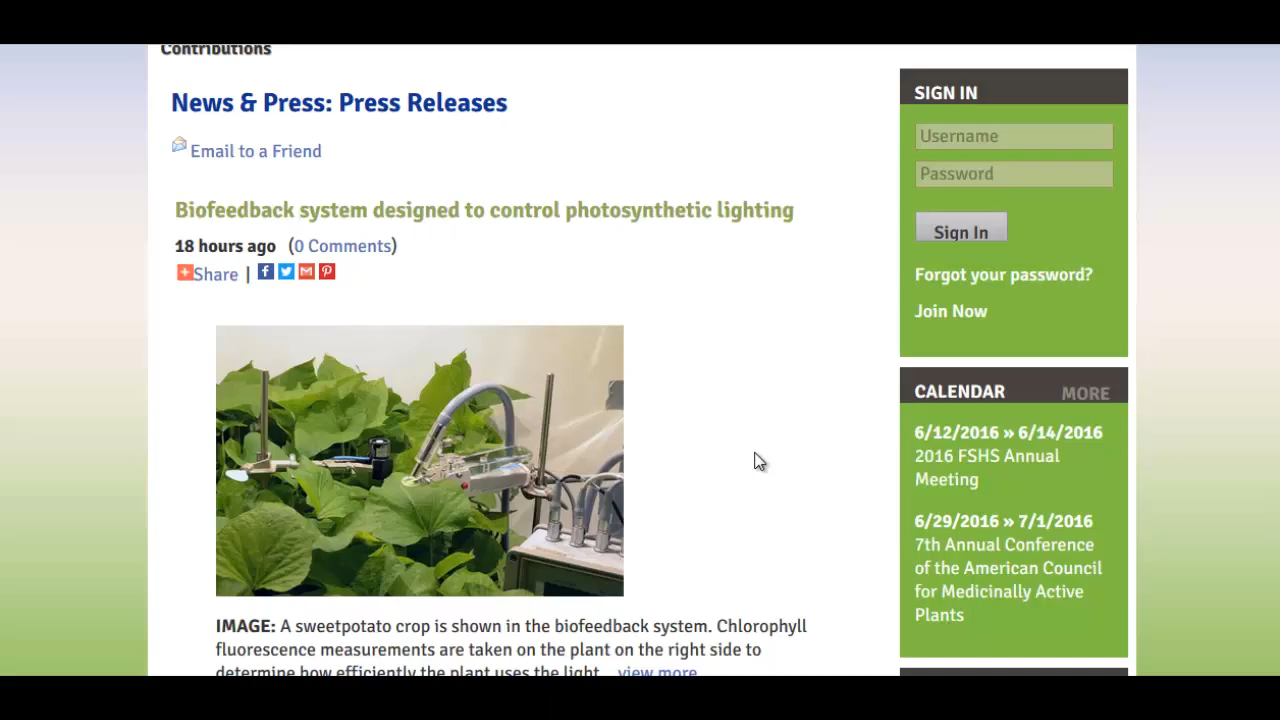 Contributions
News & Press: Press Releases
Email to a Friend
Biofeedback system designed to control photosynthetic lighting
18 hours ago (0 Comments)
Share |
IMAGE: A sweetpotato crop is shown in the biofeedback system. Chlorophyll
fluorescence measurements are taken on the plant on the right side to
determine how efficiently the plant uses the light... view more
SIGN IN
Username
Password
Sign In
Forgot your password?
Join Now
CALENDAR MORE
6/12/2016 » 6/14/2016
2016 FSHS Annual
Meeting
6/29/2016 » 7/1/2016
7th Annual Conference
of the American Council
for Medicinally Active
Plants